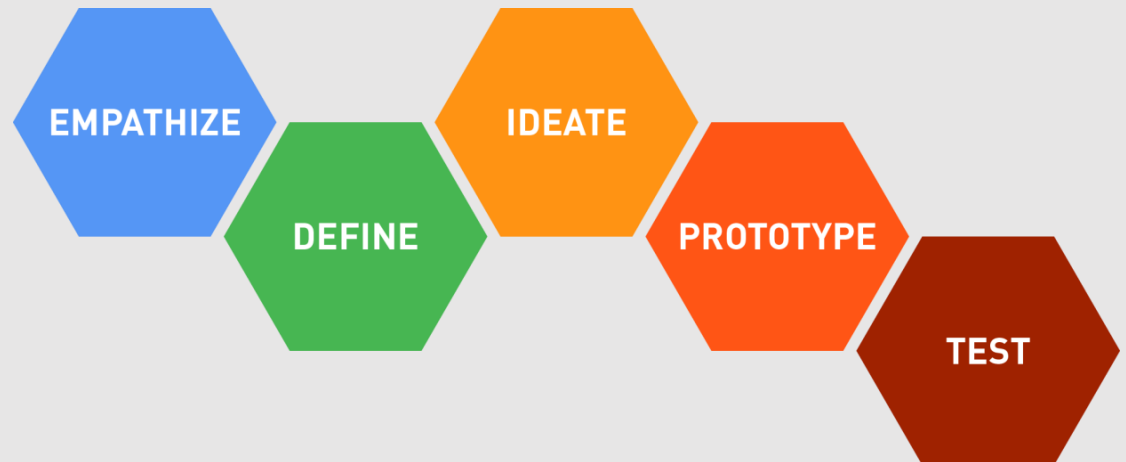 EMPATHIZE
DEFINE
IDEATE
PROTOTYPE
TEST